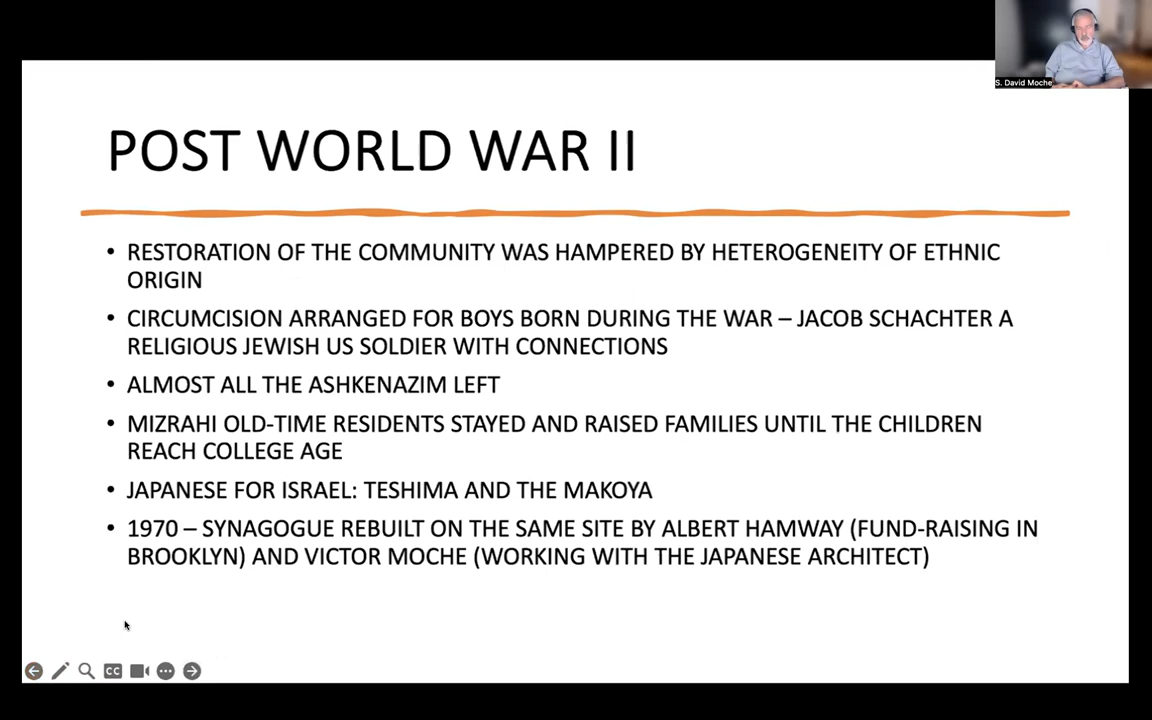 S. David Moche
POST WORLD WAR II
• RESTORATION OF THE COMMUNITY WAS HAMPERED BY HETEROGENEITY OF ETHNIC
ORIGIN
• CIRCUMCISION ARRANGED FOR BOYS BORN DURING THE WAR – JACOB SCHACHTER A
RELIGIOUS JEWISH US SOLDIER WITH CONNECTIONS
• ALMOST ALL THE ASHKENAZIM LEFT
• MIZRAHI OLD-TIME RESIDENTS STAYED AND RAISED FAMILIES UNTIL THE CHILDREN
REACH COLLEGE AGE
• JAPANESE FOR ISRAEL: TESHIMA AND THE MAKOYA
• 1970 – SYNAGOGUE REBUILT ON THE SAME SITE BY ALBERT HAMWAY (FUND-RAISING IN
BROOKLYN) AND VICTOR MOCHE (WORKING WITH THE JAPANESE ARCHITECT)
CC